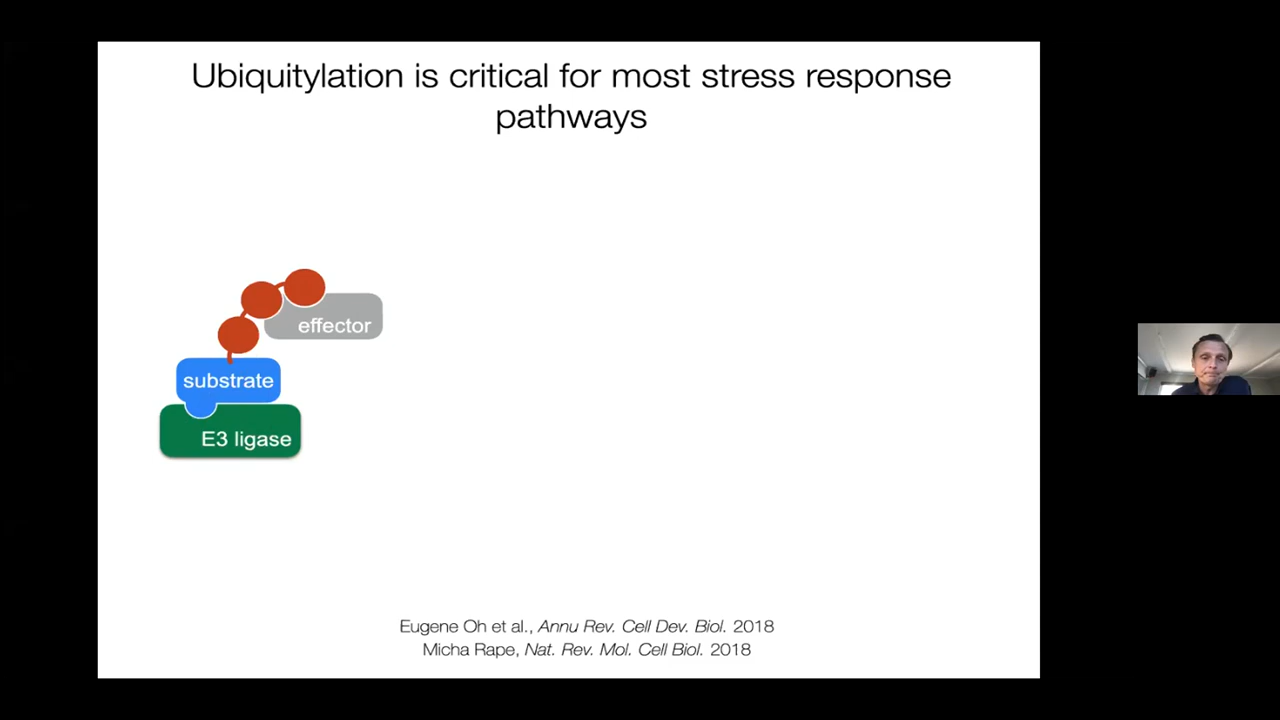 Ubiquitylation is critical for most stress response
pathways
effector
substrate
E3 ligase
Eugene Oh et al., Annu Rev. Cell Dev. Biol. 2018
Micha Rape, Nat. Rev. Mol. Cell Biol. 2018